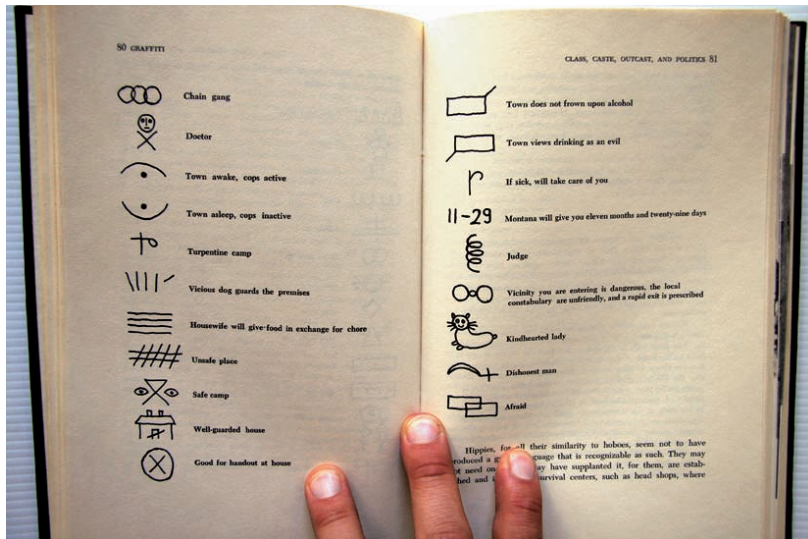 80 GRAFFITI
Chain gang
Doctor
Town awake, cops active
Town asleep, cops inactive
Turpentine camp
Vicious dog guards the premises
Housewife will give food in exchange for chore
Unsafe place
Safe camp
Well-guarded house
Good for handout at house
CLASS, CASTE, OUTCAST, AND POLITICS 81
Town does not frown upon alcohol
Town views drinking as an evil
If sick, will take care of you
11-29 Montana will give you eleven months and twenty-nine days
Judge
Vicinity you are entering is dangerous, the local
constabulary are unfriendly, and a rapid exit is prescribed
Kindhearted lady
Dishonest man
Afraid
Hippies, for all their similarity to hoboes, seem not to have
that is recognizable as such. They may
need have supplanted it, for them, are estab-
survival centers, such as head shops, where